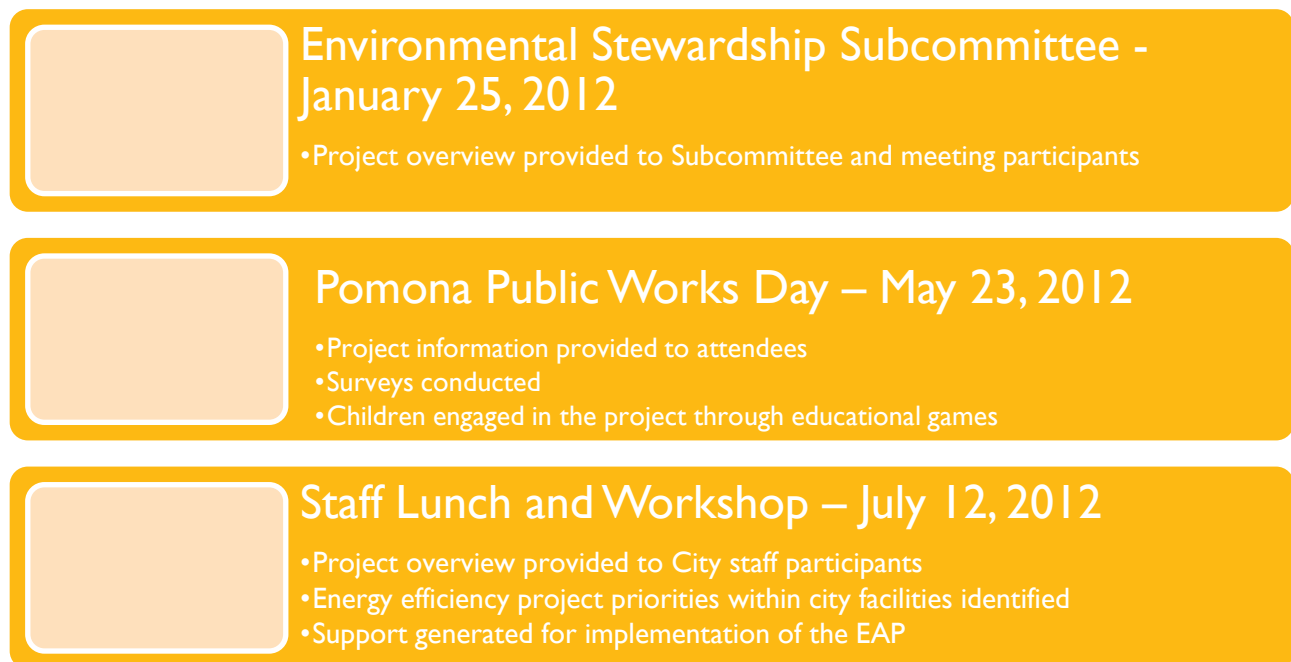 Environmental Stewardship Subcommittee -
January 25, 2012
•Project overview provided to Subcommittee and meeting participants
Pomona Public Works Day – May 23, 2012
•Project information provided to attendees
•Surveys conducted
•Children engaged in the project through educational games
Staff Lunch and Workshop – July 12, 2012
•Project overview provided to City staff participants
•Energy efficiency project priorities within city facilities identified
•Support generated for implementation of the EAP